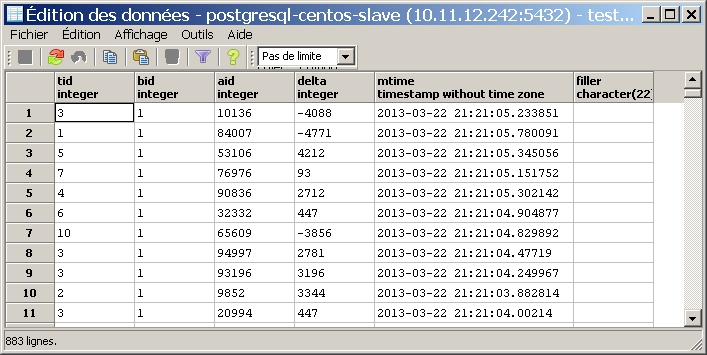 Édition des données - postgresql-centos-slave (10.11.12.242:5432) - test...
Fichier Édition Affichage Outils Aide
Pas de limite
tid bid aid delta mtime filler
integer integer integer integer timestamp without time zone character(22)
1 3 1 10136 -4088 2013-03-22 21:21:05.233851
2 1 1 84007 -4771 2013-03-22 21:21:05.780091
3 5 1 53106 4212 2013-03-22 21:21:05.345056
4 7 1 76976 93 2013-03-22 21:21:05.151752
5 4 1 90836 2712 2013-03-22 21:21:05.302142
6 6 1 32332 447 2013-03-22 21:21:04.904877
7 10 1 65609 -3856 2013-03-22 21:21:04.829892
8 3 1 94997 2781 2013-03-22 21:21:04.47719
9 3 1 93196 3196 2013-03-22 21:21:04.249967
10 2 1 9852 3344 2013-03-22 21:21:03.882814
11 3 1 20994 447 2013-03-22 21:21:04.00214
883 lignes.